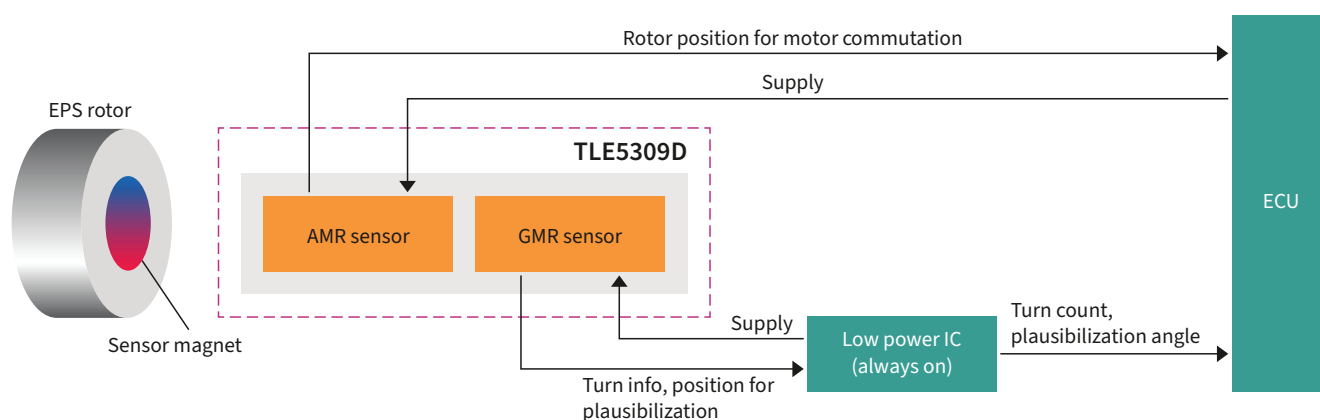 Rotor position for motor commutation
Supply
EPS rotor
TLE5309D
AMR sensor
GMR sensor
ECU
Sensor magnet
Supply
Low power IC
(always on)
Turn count,
plausibilization angle
Turn info, position for
plausibilization